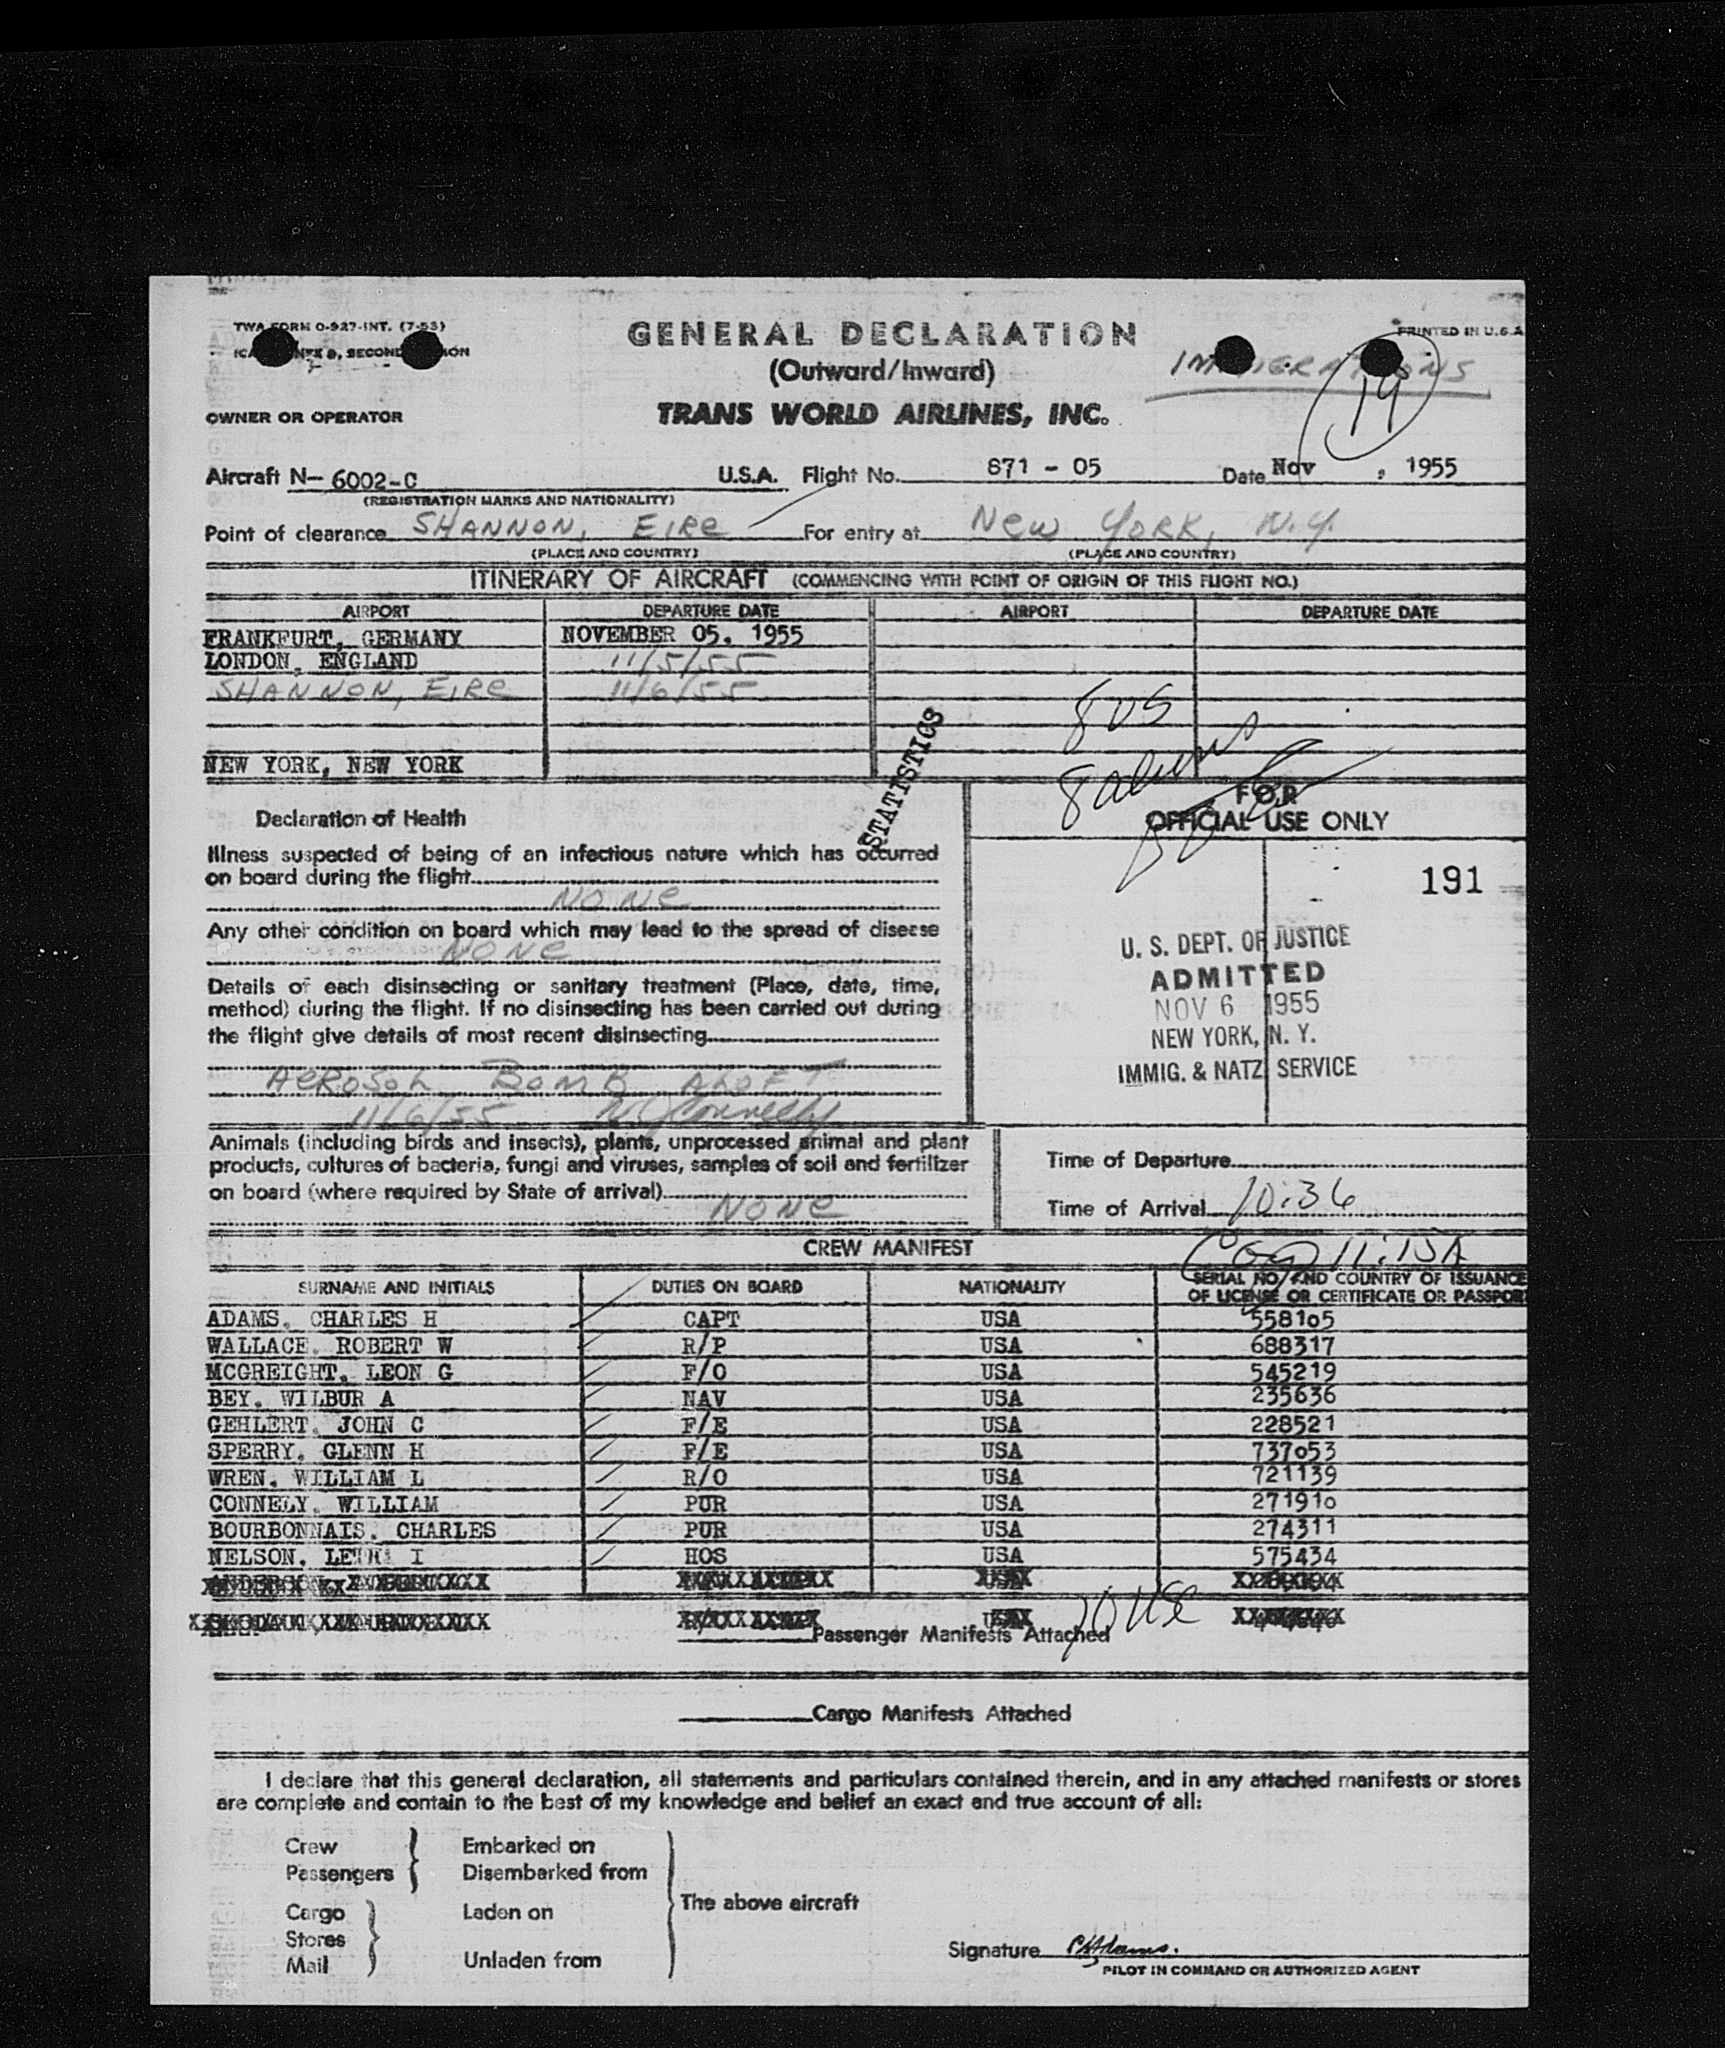 TWA FORM O-927-INT. (7-53)
PRINTED IN U.S.A
GENERAL DECLARATION
(Outward/Inward)
IMMIGRATIONS
19
OWNER OR OPERATOR
TRANS WORLD AIRLINES, INC.
Aircraft N- 6002-C U.S.A. Flight No. 871 - 05 Date Nov , 1955
(REGISTRATION MARKS AND NATIONALITY)
Point of clearance SHANNON, EIRE For entry at NEW YORK, N.Y.
(PLACE AND COUNTRY) (PLACE AND COUNTRY)
ITINERARY OF AIRCRAFT (COMMENCING WITH POINT OF ORIGIN OF THIS FLIGHT NO.)
AIRPORT DEPARTURE DATE AIRPORT DEPARTURE DATE
FRANKFURT, GERMANY NOVEMBER 05. 1955
LONDON, ENGLAND 11/5/55
SHANNON, EIRE 11/6/55
8 US
NEW YORK, NEW YORK
8 aliens
STATISTICS
Declaration of Health
FOR
OFFICIAL USE ONLY
Illness suspected of being of an infectious nature which has occurred
on board during the flight
NONE
191
Any other condition on board which may lead to the spread of disease
NONE
U. S. DEPT. OF JUSTICE
ADMITTED
NOV 6 1955
NEW YORK, N. Y.
IMMIG. & NATZ SERVICE
Details of each disinsecting or sanitary treatment (Place, date, time,
method) during the flight. If no disinsecting has been carried out during
the flight give details of most recent disinsecting
AEROSOL BOMB ALOFT
11/6/55 W Connelly
Animals (including birds and insects), plants, unprocessed animal and plant
products, cultures of bacteria, fungi and viruses, samples of soil and fertilizer
on board (where required by State of arrival)
NONE
Time of Departure
Time of Arrival 10:36
11:15A
CREW MANIFEST
SURNAME AND INITIALS DUTIES ON BOARD NATIONALITY SERIAL NO. AND COUNTRY OF ISSUANCE
OF LICENSE OR CERTIFICATE OR PASSPORT
ADAMS. CHARLES H CAPT USA 558105
WALLACE. ROBERT W R/P USA 688317
MCGREIGHT. LEON G F/O USA 545219
BEY. WILBUR A NAV USA 235636
GEHLERT. JOHN C F/E USA 228521
SPERRY. GLENN H F/E USA 737053
WREN. WILLIAM L R/O USA 721139
CONNELY. WILLIAM PUR USA 271910
BOURBONNAIS. CHARLES PUR USA 274311
NELSON. I HOS USA 575434
10 USC
Passenger Manifests Attached
Cargo Manifests Attached
I declare that this general declaration, all statements and particulars contained therein, and in any attached manifests or stores
are complete and contain to the best of my knowledge and belief an exact and true account of all:
Crew
Passengers
Embarked on
Disembarked from
Cargo
Stores
Mail
Laden on
Unladen from
The above aircraft
Signature CH Adams.
PILOT IN COMMAND OR AUTHORIZED AGENT